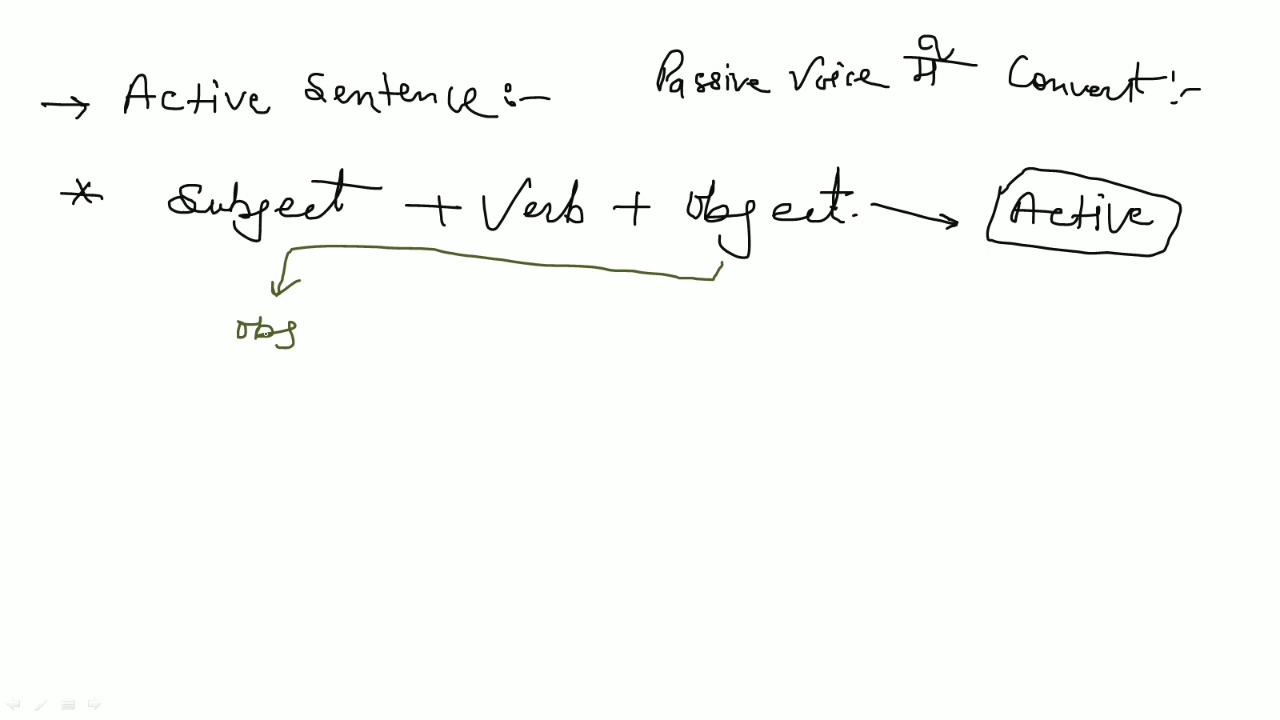 → Active Sentence:- Passive Voice में Convert:-
* Subject + Verb + Object. → Active
obj